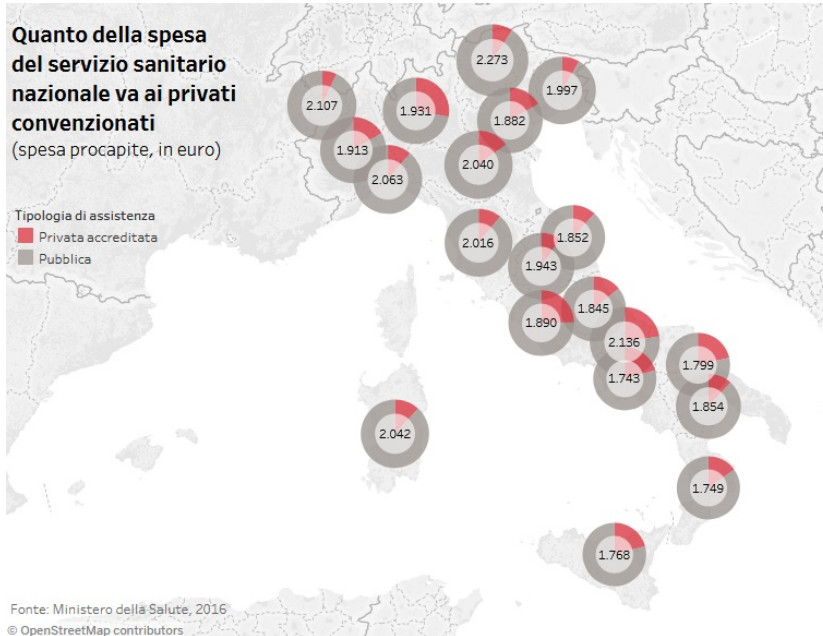 Quanto della spesa
del servizio sanitario
nazionale va ai privati
convenzionati
(spesa procapite, in euro)
Tipologia di assistenza
Privata accreditata
Pubblica
2.273
1.997
2.107
1.931
1.882
1.913
2.040
2.063
2.016
1.852
1.943
1.845
1.890
2.136
1.799
1.743
1.854
2.042
1.749
1.768
Fonte: Ministero della Salute, 2016
© OpenStreetMap contributors